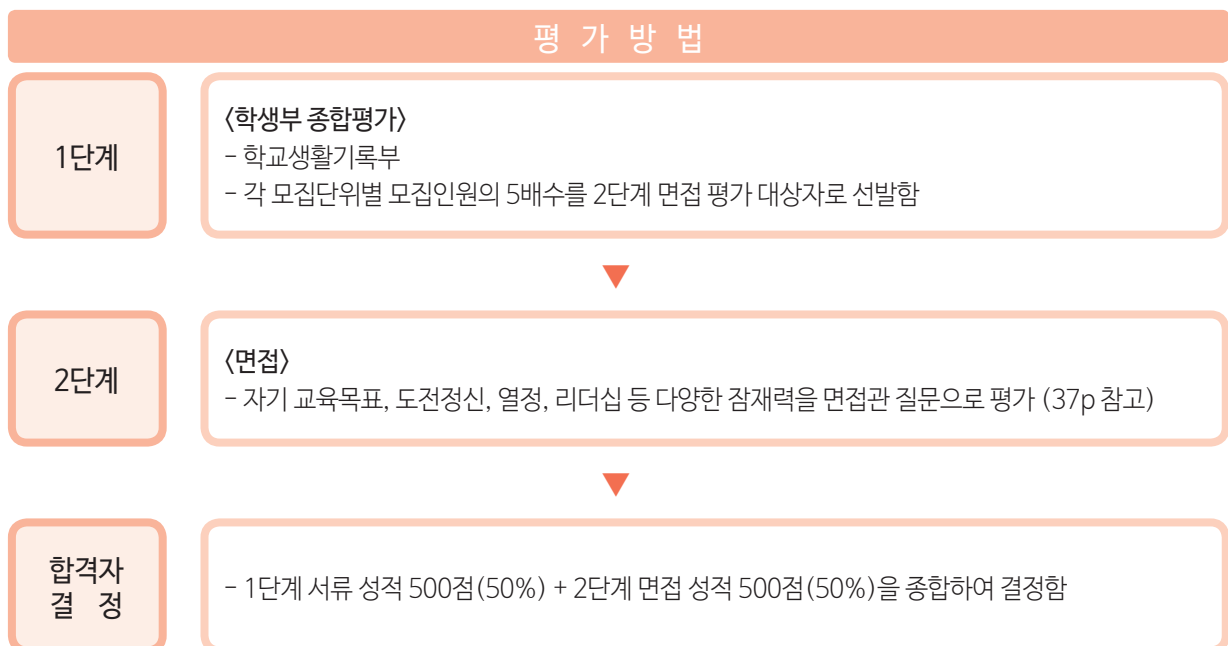 평 가 방 법
1단계
〈학생부 종합평가〉
- 학교생활기록부
- 각 모집단위별 모집인원의 5배수를 2단계 면접 평가 대상자로 선발함
2단계
〈면접〉
- 자기 교육목표, 도전정신, 열정, 리더십 등 다양한 잠재력을 면접관 질문으로 평가 (37p 참고)
합격자
결 정
- 1단계 서류 성적 500점(50%) + 2단계 면접 성적 500점(50%)을 종합하여 결정함